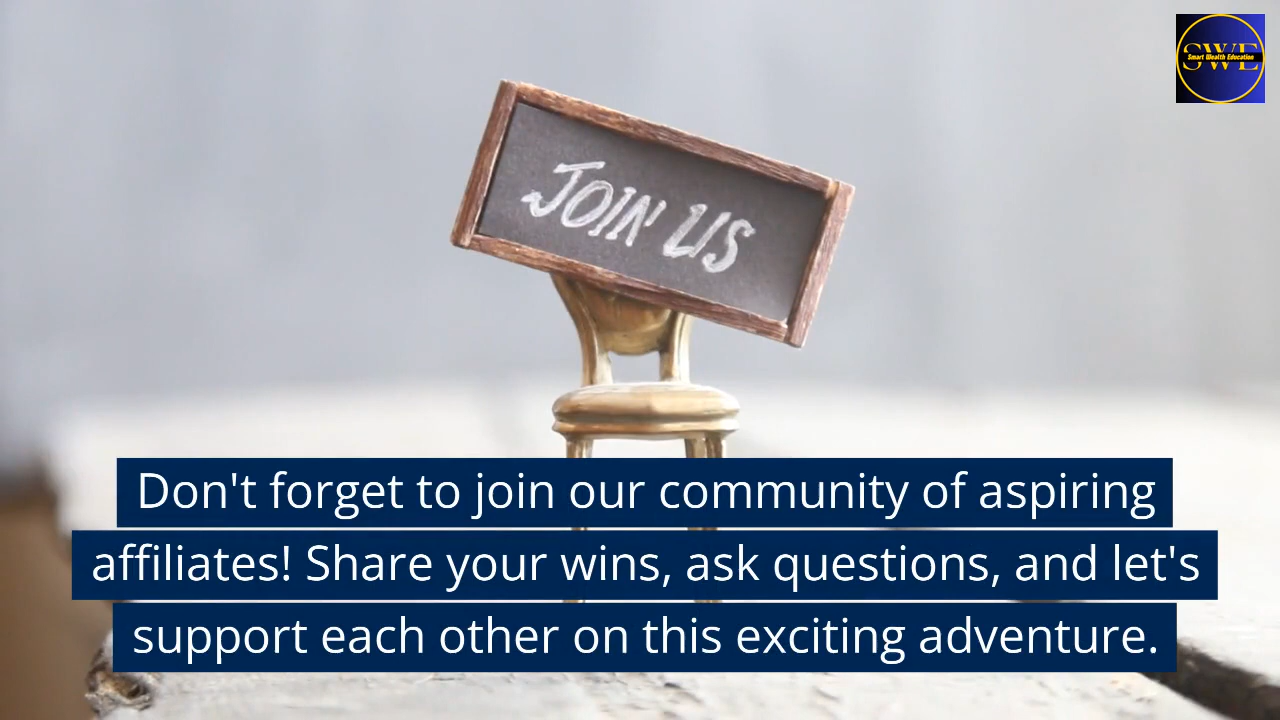 SWE
Smart Wealth Education
JOIN US
Don't forget to join our community of aspiring
affiliates! Share your wins, ask questions, and let's
support each other on this exciting adventure.